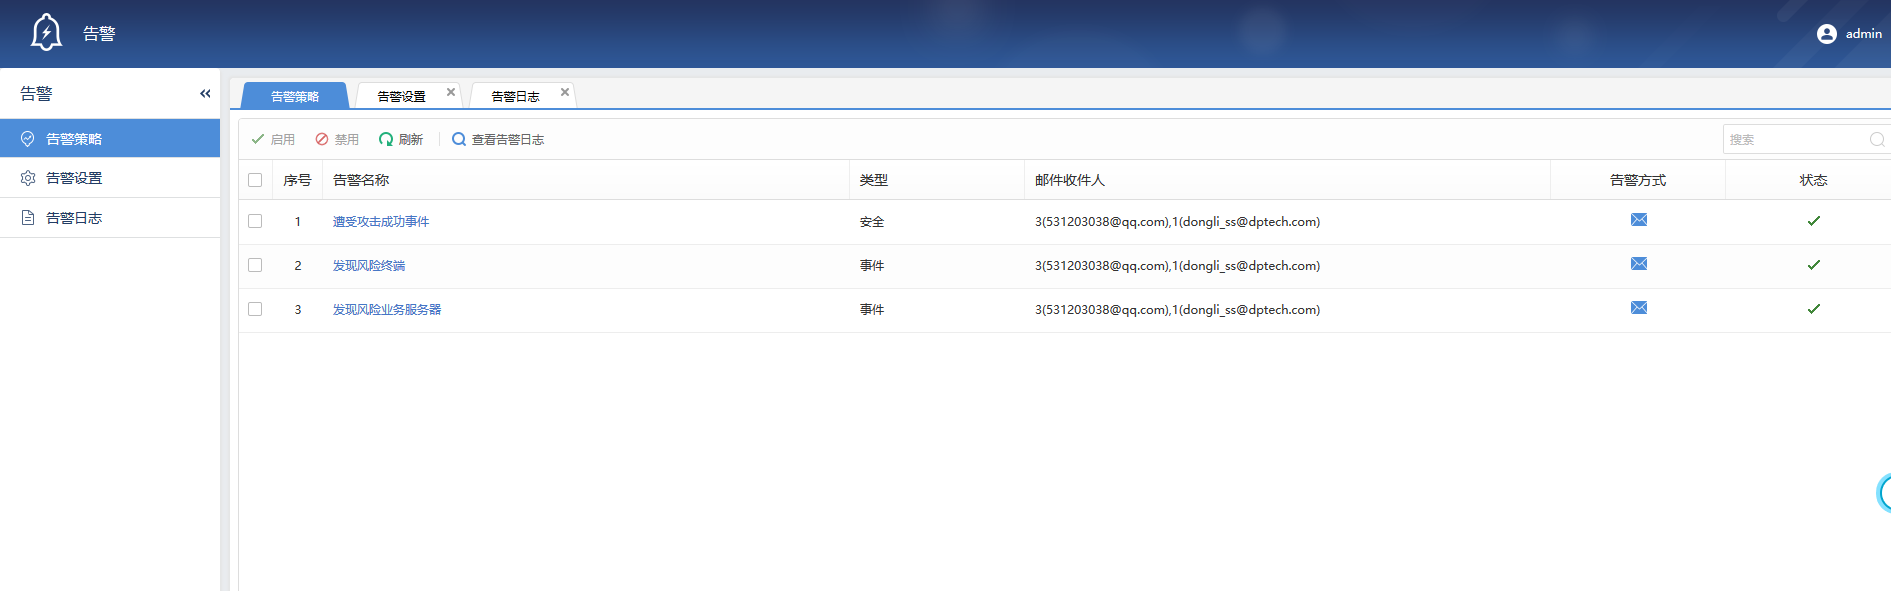 告警
admin
告警
告警策略
告警设置
告警日志
告警策略 告警设置 告警日志
启用 禁用 刷新 查看告警日志 搜索
序号 告警名称 类型 邮件收件人 告警方式 状态
1 遭受攻击成功事件 安全 3(531203038@qq.com),1(dongli_ss@dptech.com)
2 发现风险终端 事件 3(531203038@qq.com),1(dongli_ss@dptech.com)
3 发现风险业务服务器 事件 3(531203038@qq.com),1(dongli_ss@dptech.com)